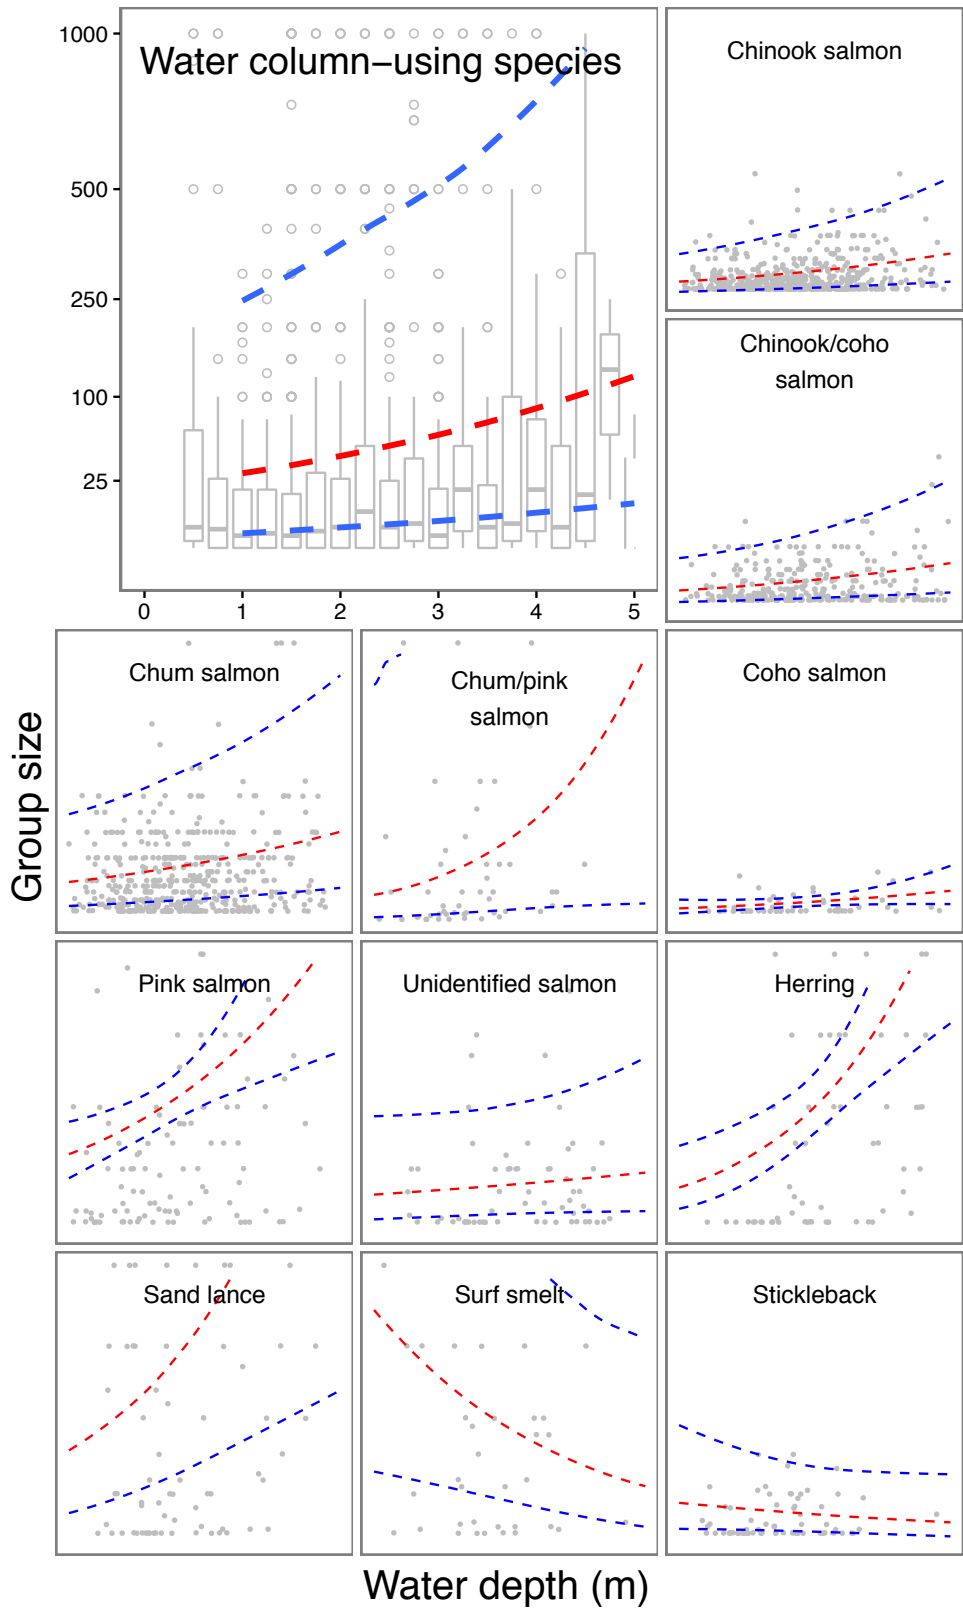 Water column–using species
1000
500
250
100
25
0
1
2
3
4
5
Chinook salmon
Chinook/coho
salmon
Group size
Chum salmon
Chum/pink
salmon
Coho salmon
Pink salmon
Unidentified salmon
Herring
Sand lance
Surf smelt
Stickleback
Water depth (m)